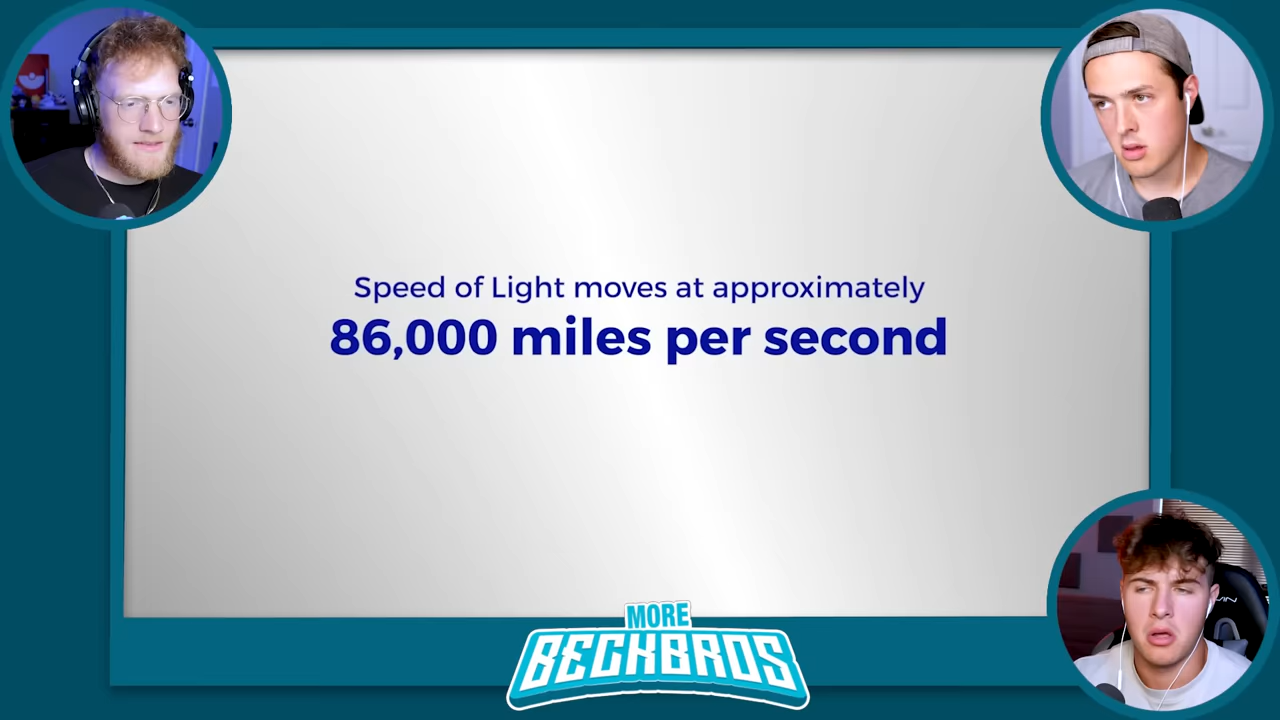 Speed of Light moves at approximately
86,000 miles per second
MORE
BECKBROS